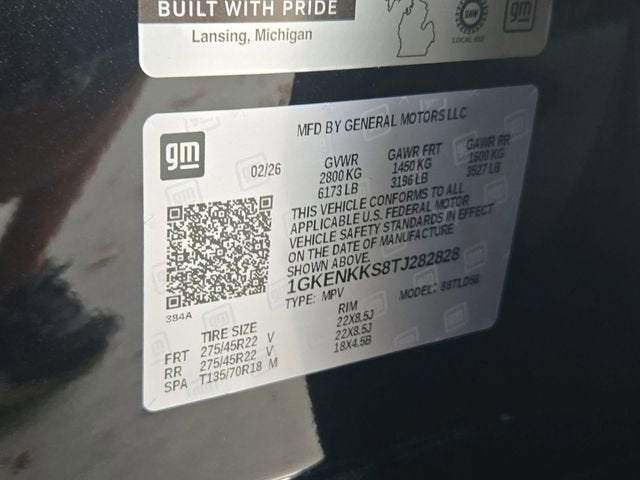 BUILT WITH PRIDE
Lansing, Michigan
LOCAL 602
gm
gm
MFD BY GENERAL MOTORS LLC
02/26
GVWR
2800 KG
6173 LB
GAWR FRT
1450 KG
3196 LB
GAWR RR
1600 KG
3527 LB
THIS VEHICLE CONFORMS TO ALL
APPLICABLE U.S. FEDERAL MOTOR
VEHICLE SAFETY STANDARDS IN EFFECT
ON THE DATE OF MANUFACTURE.
1GKENKKS8TJ282828
TYPE: MPV
MODEL:
384A
TIRE SIZE
RIM
FRT 275/45R22 V 22X8.5J
RR 275/45R22 V 22X8.5J
SPA T135/70R18 M 18X4.5B